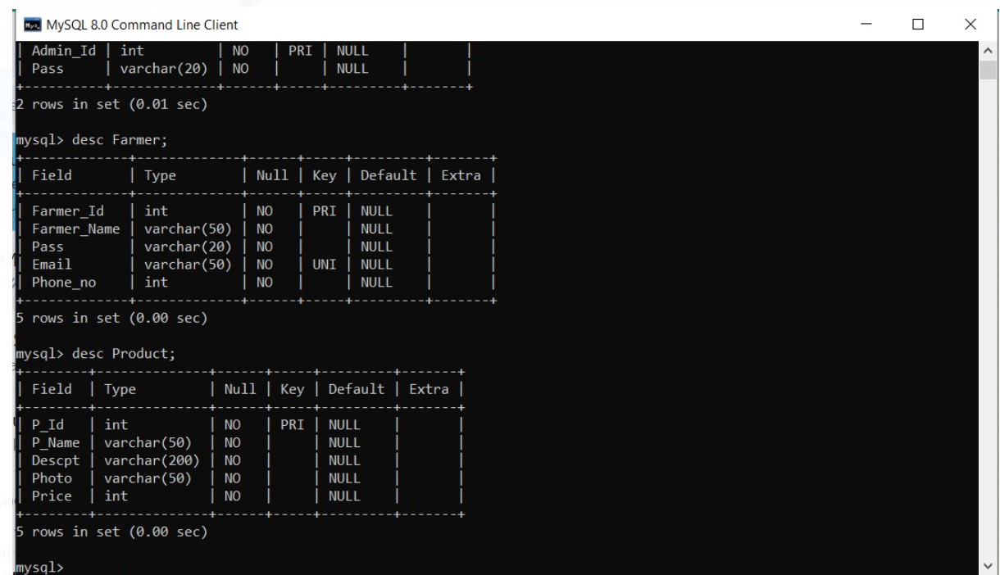 MySQL 8.0 Command Line Client
| Admin_Id | int         | NO   | PRI | NULL    |       |
| Pass     | varchar(20) | NO   |     | NULL    |       |
+----------+-------------+------+-----+---------+-------+
2 rows in set (0.01 sec)
mysql> desc Farmer;
+-------------+-------------+------+-----+---------+-------+
| Field       | Type        | Null | Key | Default | Extra |
+-------------+-------------+------+-----+---------+-------+
| Farmer_Id   | int         | NO   | PRI | NULL    |       |
| Farmer_Name | varchar(50) | NO   |     | NULL    |       |
| Pass        | varchar(20) | NO   |     | NULL    |       |
| Email       | varchar(50) | NO   | UNI | NULL    |       |
| Phone_no    | int         | NO   |     | NULL    |       |
+-------------+-------------+------+-----+---------+-------+
5 rows in set (0.00 sec)
mysql> desc Product;
+--------+--------------+------+-----+---------+-------+
| Field  | Type         | Null | Key | Default | Extra |
+--------+--------------+------+-----+---------+-------+
| P_Id   | int          | NO   | PRI | NULL    |       |
| P_Name | varchar(50)  | NO   |     | NULL    |       |
| Descpt | varchar(200) | NO   |     | NULL    |       |
| Photo  | varchar(50)  | NO   |     | NULL    |       |
| Price  | int          | NO   |     | NULL    |       |
+--------+--------------+------+-----+---------+-------+
5 rows in set (0.00 sec)
mysql>